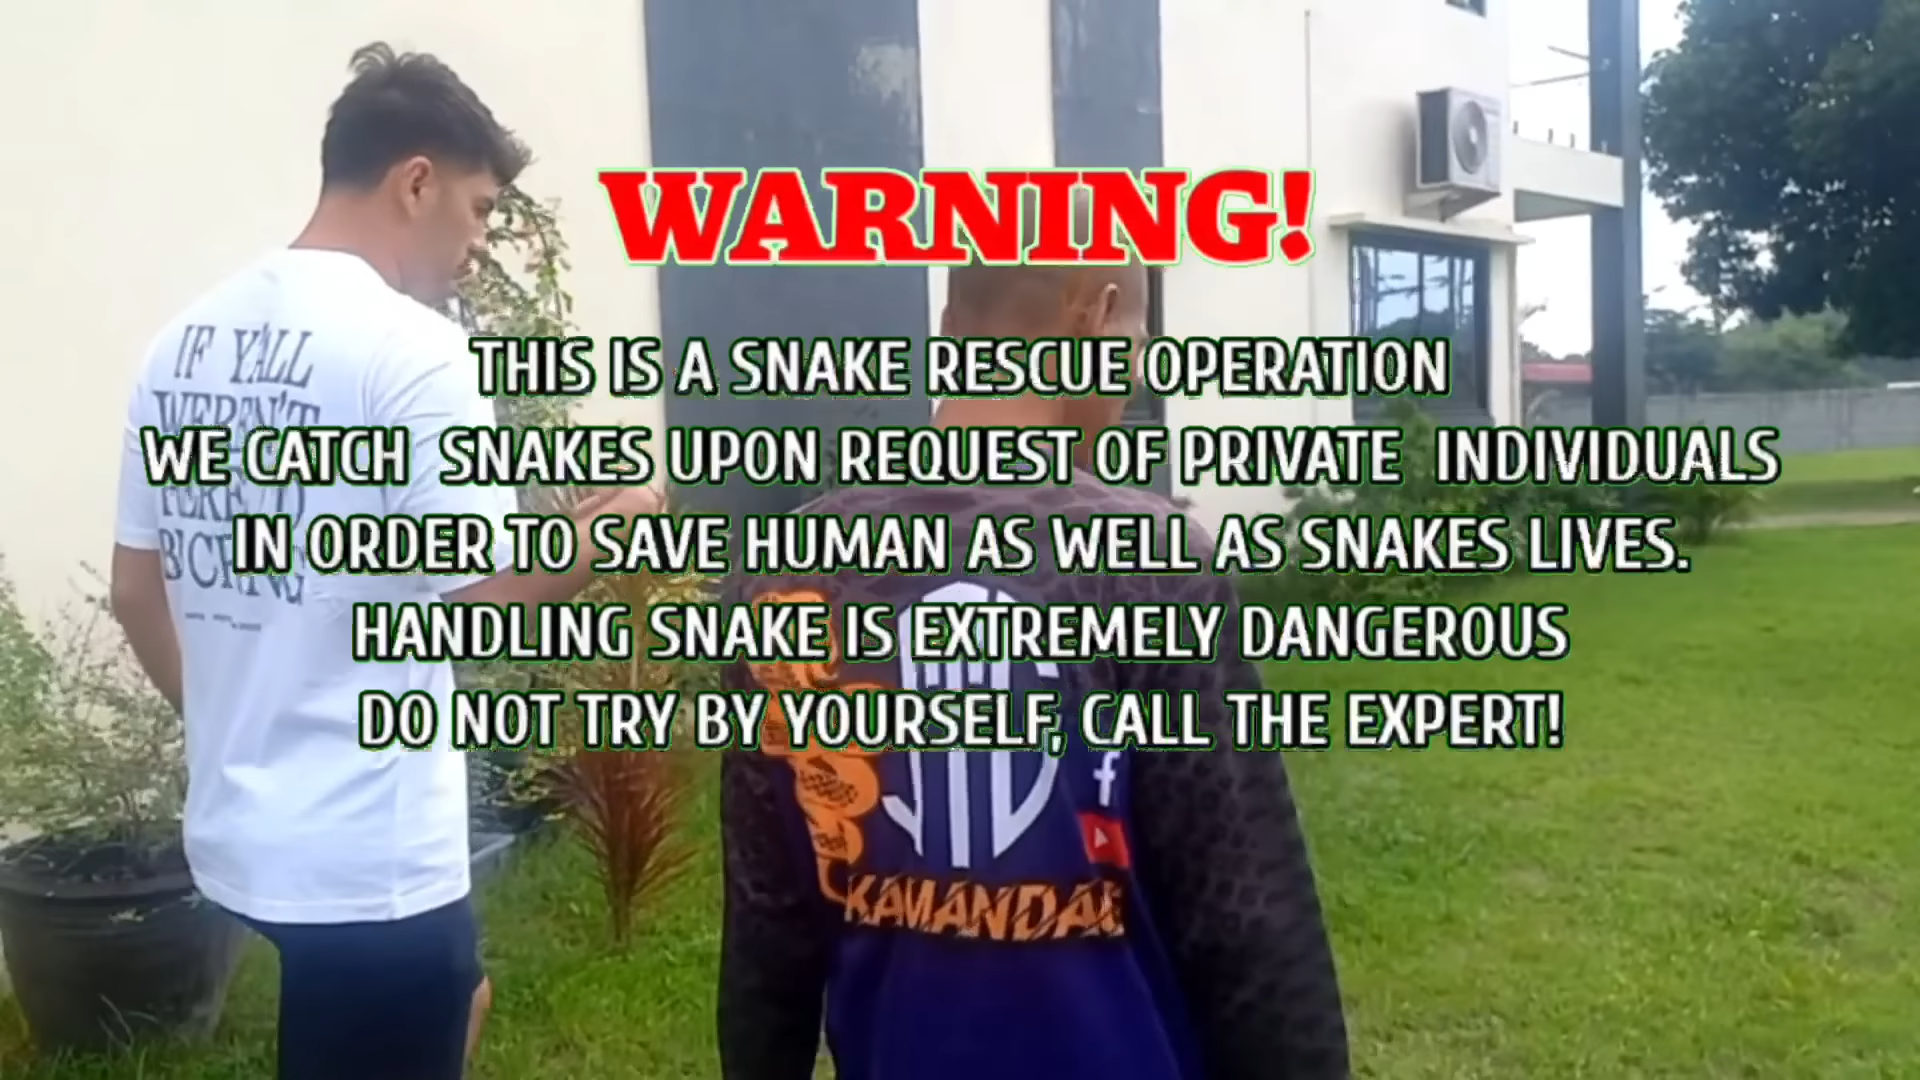 WARNING!
THIS IS A SNAKE RESCUE OPERATION
WE CATCH SNAKES UPON REQUEST OF PRIVATE INDIVIDUALS
IN ORDER TO SAVE HUMAN AS WELL AS SNAKES LIVES.
HANDLING SNAKE IS EXTREMELY DANGEROUS
DO NOT TRY BY YOURSELF, CALL THE EXPERT!
IF Y'ALL
WEREN'T
f
KAMANDAG